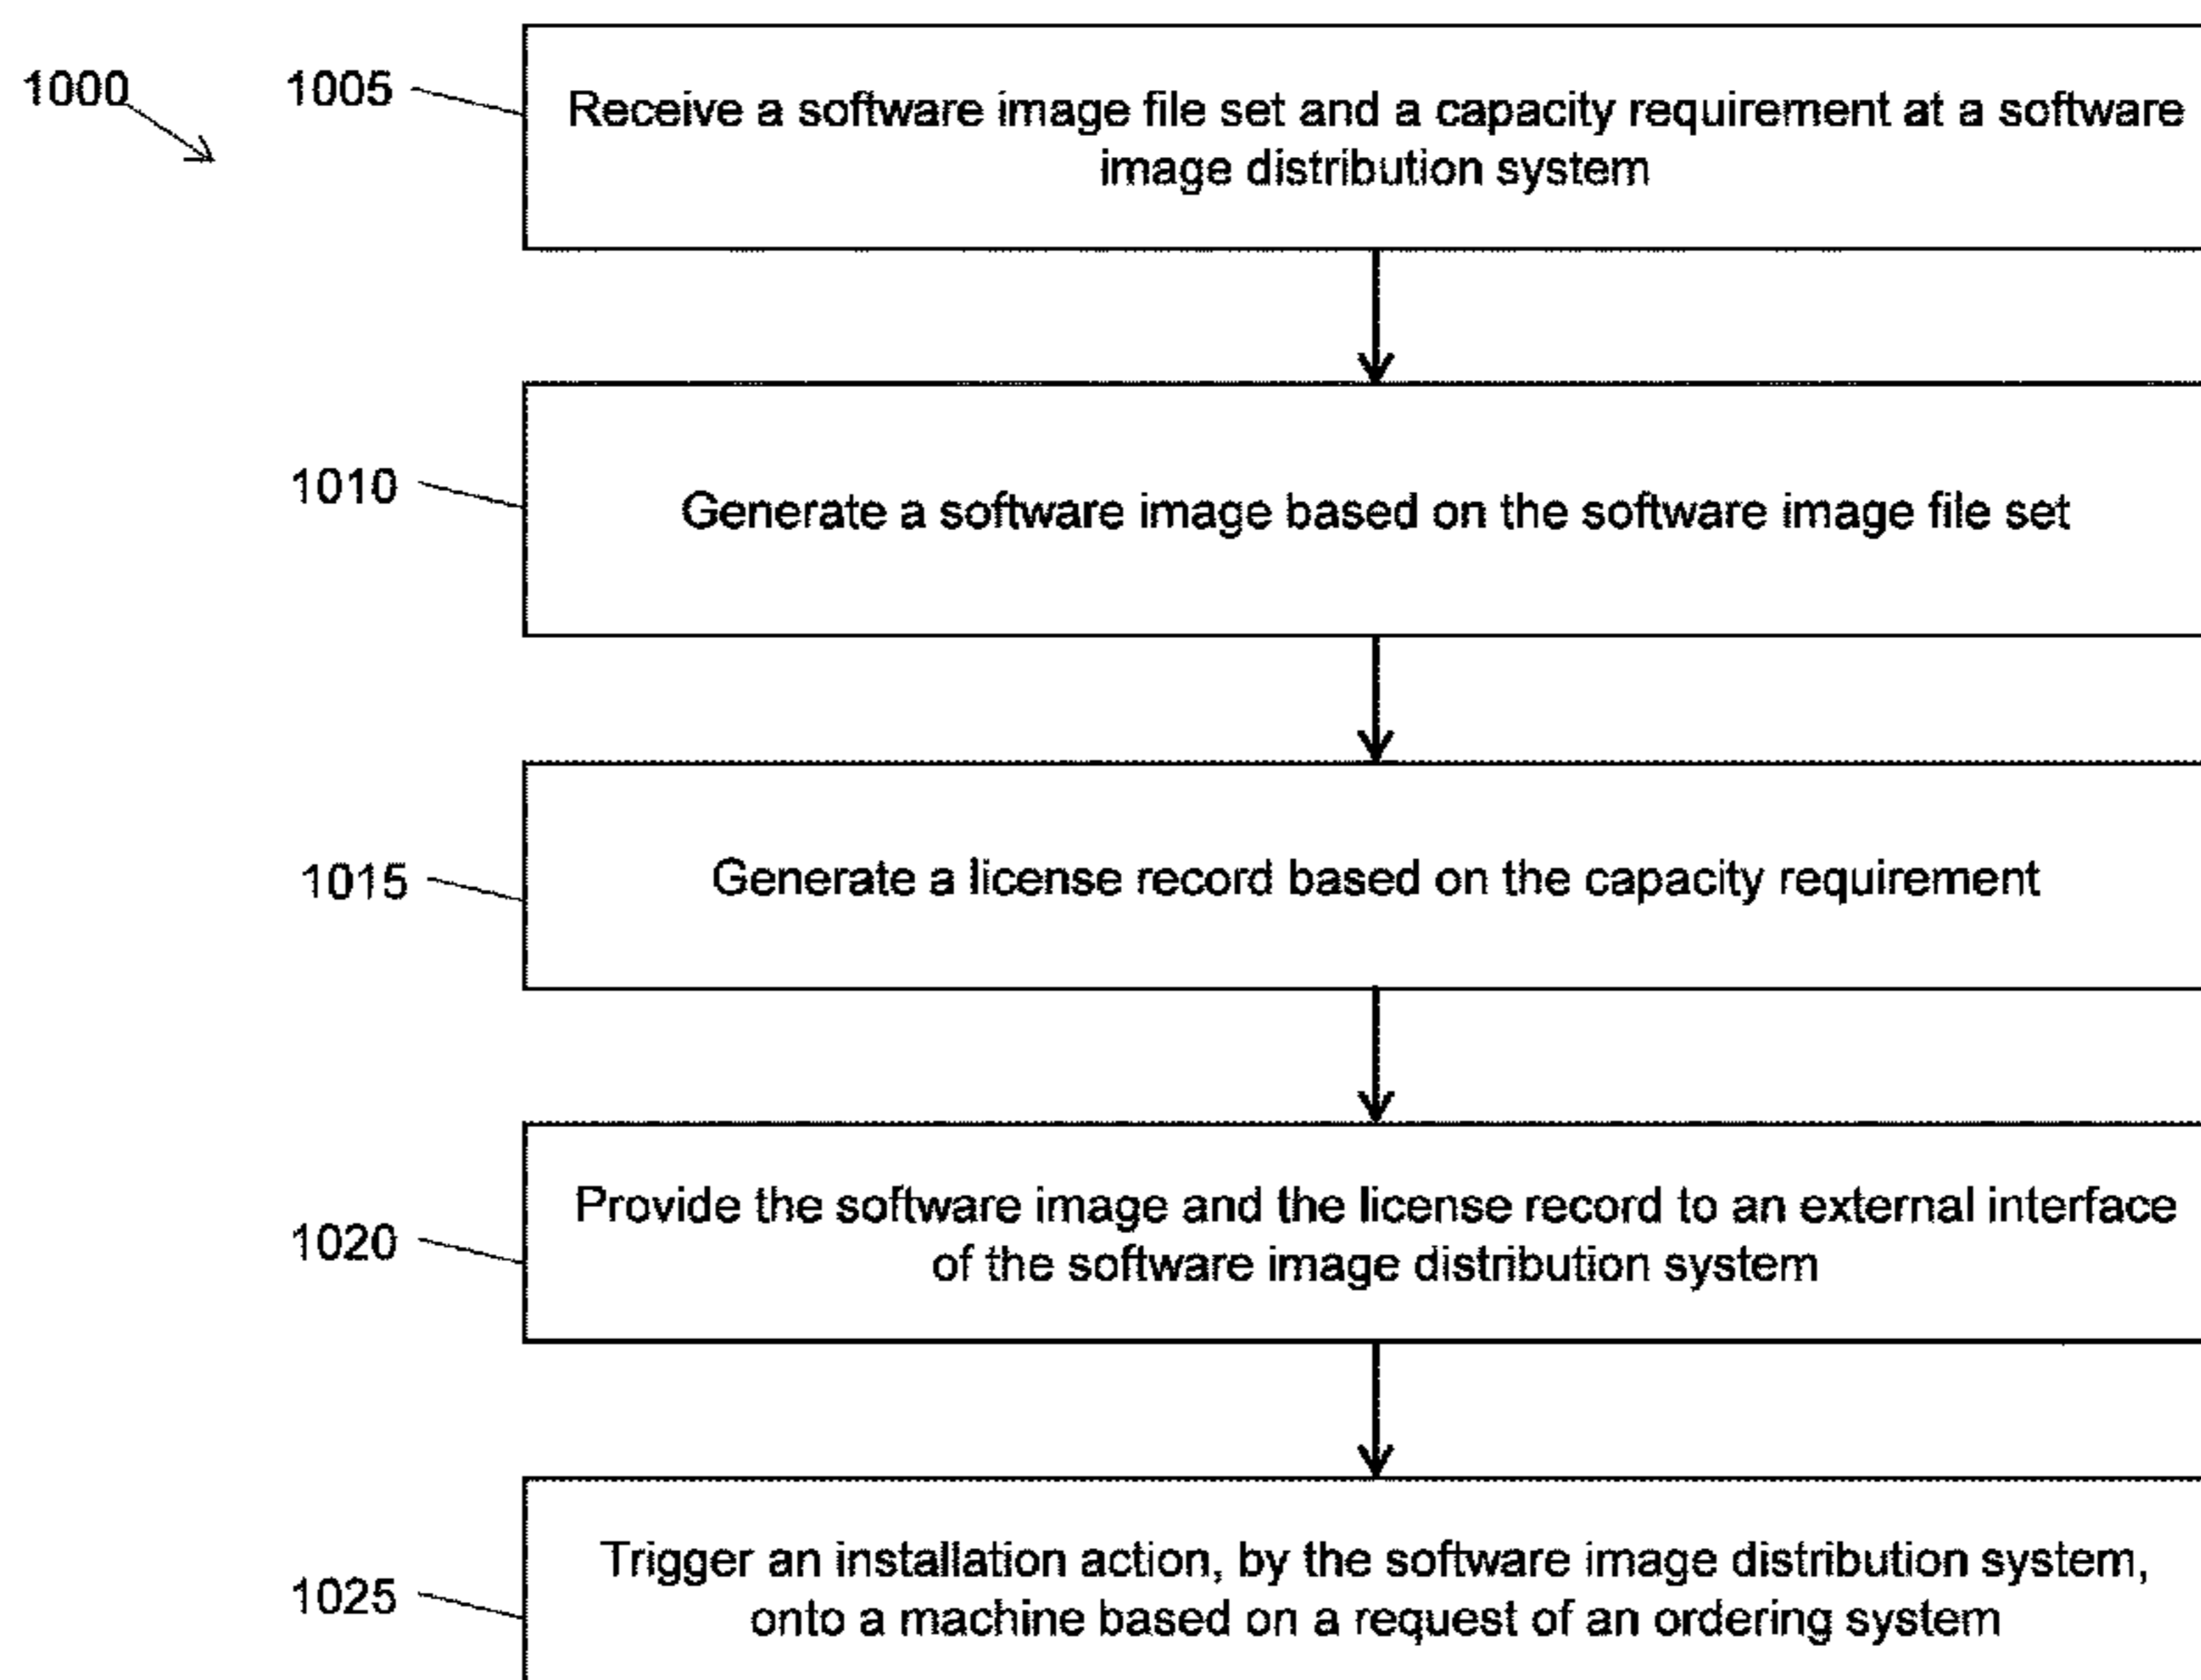 1000
1005
Receive a software image file set and a capacity requirement at a software
image distribution system
1010
Generate a software image based on the software image file set
1015
Generate a license record based on the capacity requirement
1020
Provide the software image and the license record to an external interface
of the software image distribution system
1025
Trigger an installation action, by the software image distribution system,
onto a machine based on a request of an ordering system